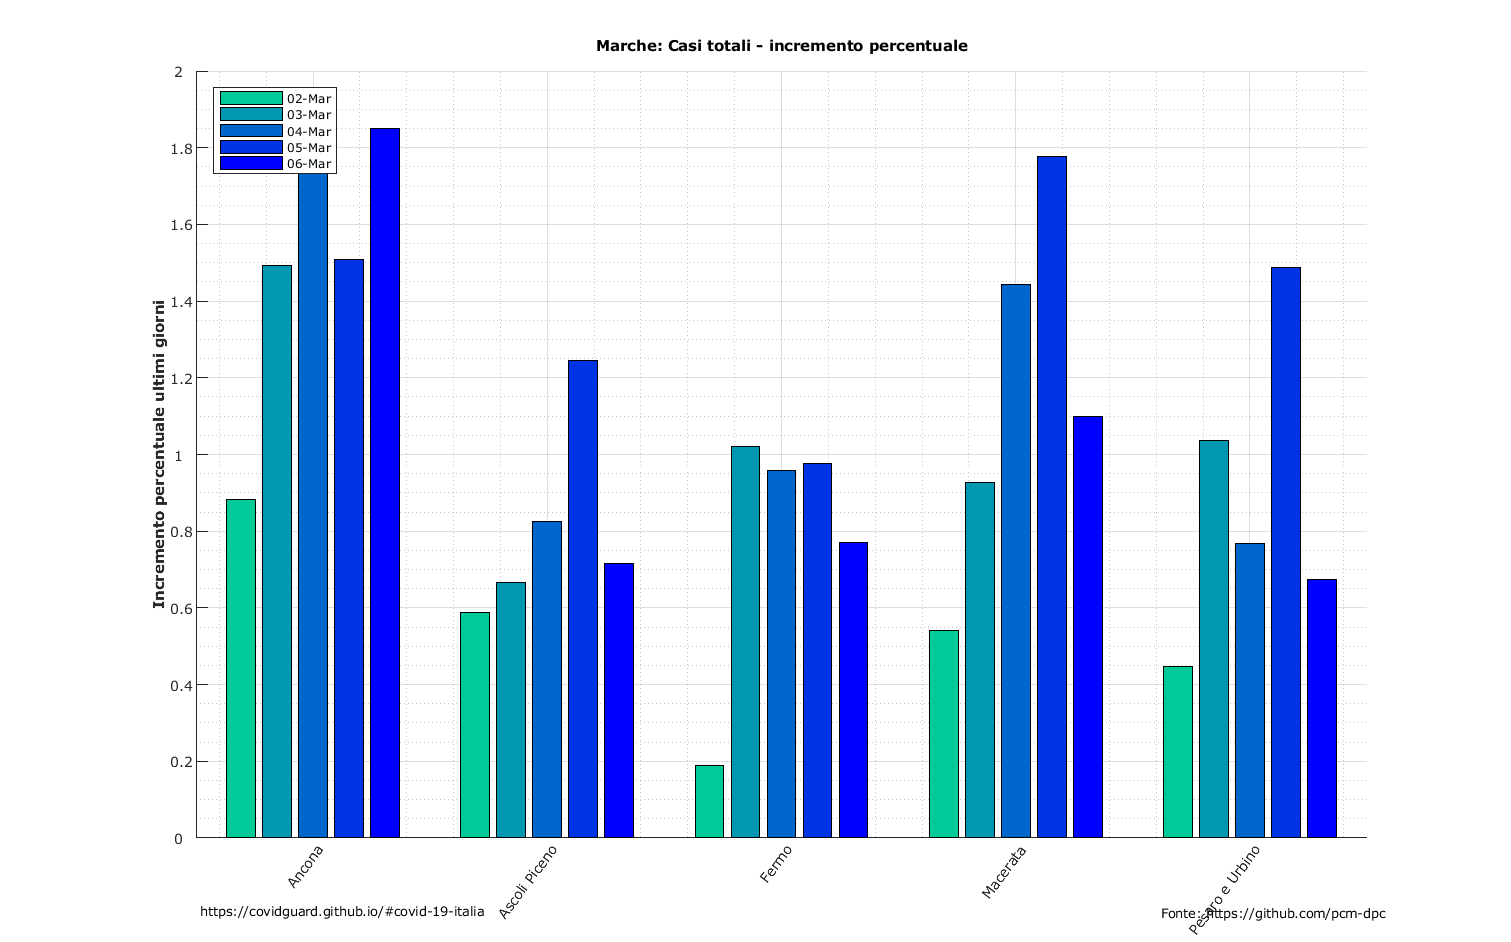 Marche: Casi totali - incremento percentuale
Incremento percentuale ultimi giorni
2
1.8
1.6
1.4
1.2
1
0.8
0.6
0.4
0.2
0
02-Mar
03-Mar
04-Mar
05-Mar
06-Mar
Ancona
Ascoli Piceno
Fermo
Macerata
Pesaro e Urbino
https://covidguard.github.io/#covid-19-italia
Fonte: https://github.com/pcm-dpc